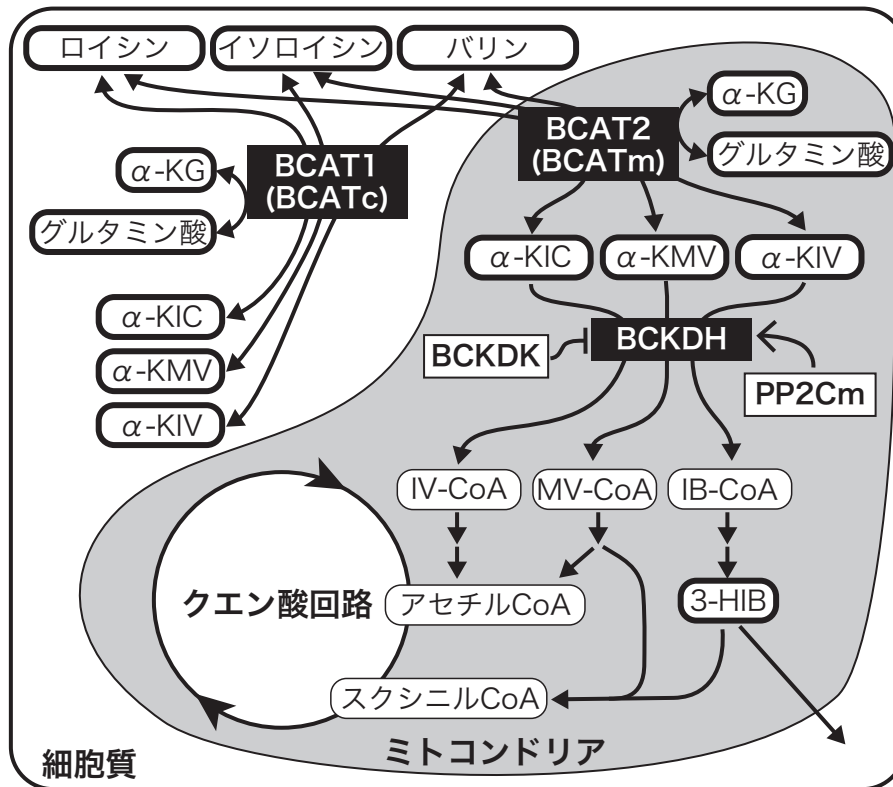 ロイシン
イソロイシン
バリン
α-KG
グルタミン酸
BCAT1
(BCATc)
BCAT2
(BCATm)
α-KG
グルタミン酸
α-KIC
α-KMV
α-KIV
α-KIC
α-KMV
α-KIV
BCKDK
BCKDH
PP2Cm
IV-CoA
MV-CoA
IB-CoA
クエン酸回路
アセチルCoA
3-HIB
スクシニルCoA
細胞質
ミトコンドリア